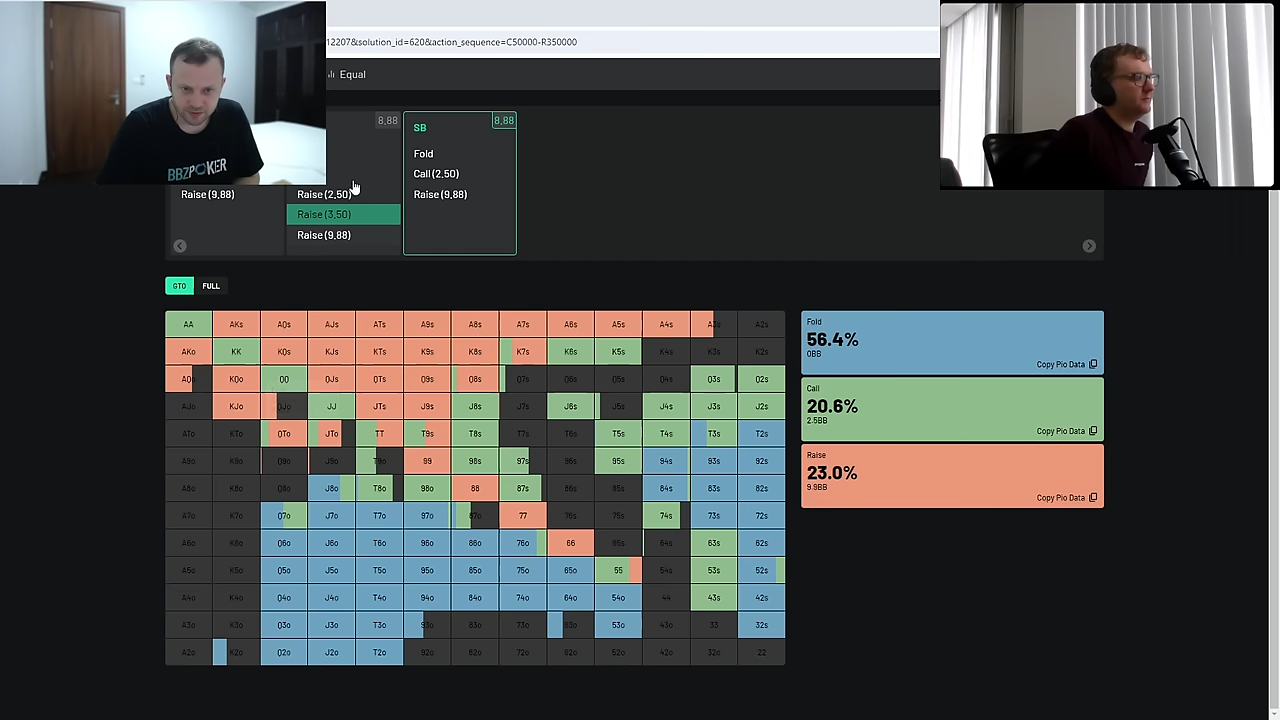 12207&solution_id=620&action_sequence=C50000-R350000
Equal
BBZPOKER
8,88
SB 8,88
Fold
Call (2,50)
Raise (9,88) Raise (2,50) Raise (9,88)
Raise (3,50)
Raise (9,88)
GTO FULL
AA AKs AQs AJs ATs A9s A8s A7s A6s A5s A4s A3s A2s
AKo KK KQs KJs KTs K9s K8s K7s K6s K5s K4s K3s K2s
AQo KQo QQ QJs QTs Q9s Q8s Q7s Q6s Q5s Q4s Q3s Q2s
AJo KJo QJo JJ JTs J9s J8s J7s J6s J5s J4s J3s J2s
ATo KTo QTo JTo TT T9s T8s T7s T6s T5s T4s T3s T2s
A9o K9o Q9o J9o T9o 99 98s 97s 96s 95s 94s 93s 92s
A8o K8o Q8o J8o T8o 98o 88 87s 86s 85s 84s 83s 82s
A7o K7o Q7o J7o T7o 97o 87o 77 76s 75s 74s 73s 72s
A6o K6o Q6o J6o T6o 96o 86o 76o 66 65s 64s 63s 62s
A5o K5o Q5o J5o T5o 95o 85o 75o 65o 55 54s 53s 52s
A4o K4o Q4o J4o T4o 94o 84o 74o 64o 54o 44 43s 42s
A3o K3o Q3o J3o T3o 93o 83o 73o 63o 53o 43o 33 32s
A2o K2o Q2o J2o T2o 92o 82o 72o 62o 52o 42o 32o 22
Fold
56.4%
0BB
Copy Pio Data
Call
20.6%
2.5BB
Copy Pio Data
Raise
23.0%
9.9BB
Copy Pio Data